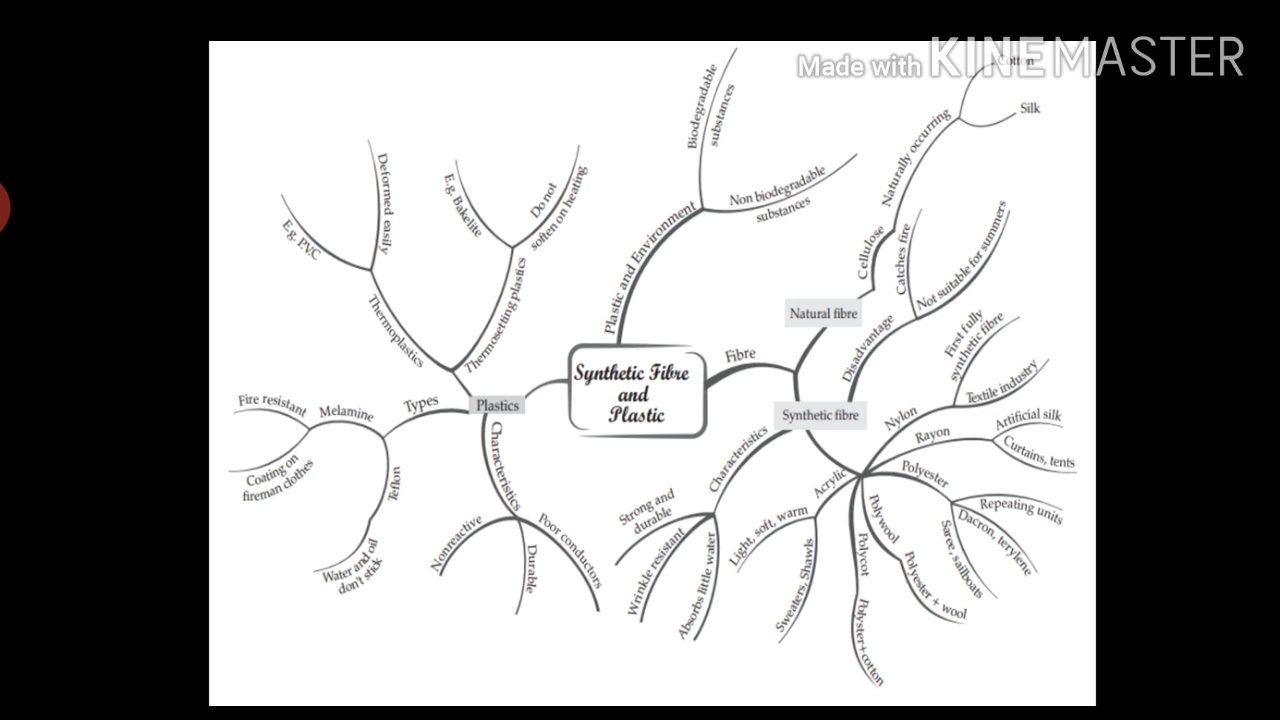 Made with KINEMASTER
Cotton
Silk
Naturally occurring
Cellulose
Natural fibre
Biodegradable
substances
Non biodegradable
substances
Plastic and Environment
Deformed easily
E.g. P.V.C
Thermoplastics
E.g. Bakelite
Do not
soften on heating
Thermosetting plastics
Synthetic Fibre
and
Plastic
Fibre
Catches fire
Not suitable for summers
Disadvantage
Synthetic fibre
First fully
synthetic fibre
Textile industry
Nylon
Rayon
Artificial silk
Curtains, tents
Polyester
Repeating units
Dacron, terylene
Saree, sailboats
Polywool
Polyester + wool
Polycot
Polyster+ cotton
Acrylic
Light, soft, warm
Sweaters, Shawls
Characteristics
Strong and
durable
Wrinkle resistant
Absorbs little water
Plastics
Types
Melamine
Fire resistant
Coating on
fireman clothes
Teflon
Water and oil
don't stick
Characteristics
Nonreactive
Durable
Poor conductors